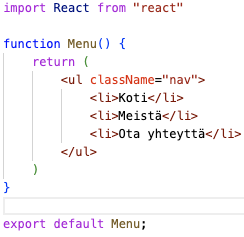 import React from "react"
function Menu() {
return (
<ul className="nav">
<li>Koti</li>
<li>Meistä</li>
<li>Ota yhteyttä</li>
</ul>
)
}
export default Menu;